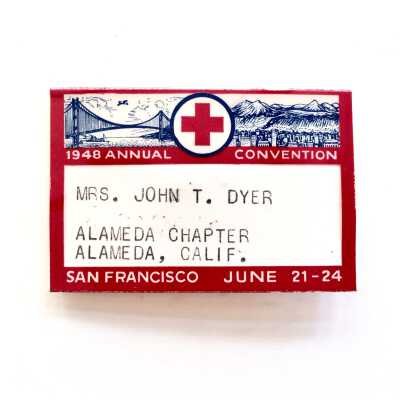 1948 ANNUAL CONVENTION
MRS. JOHN T. DYER
ALAMEDA CHAPTER
ALAMEDA, CALIF.
SAN FRANCISCO JUNE 21-24